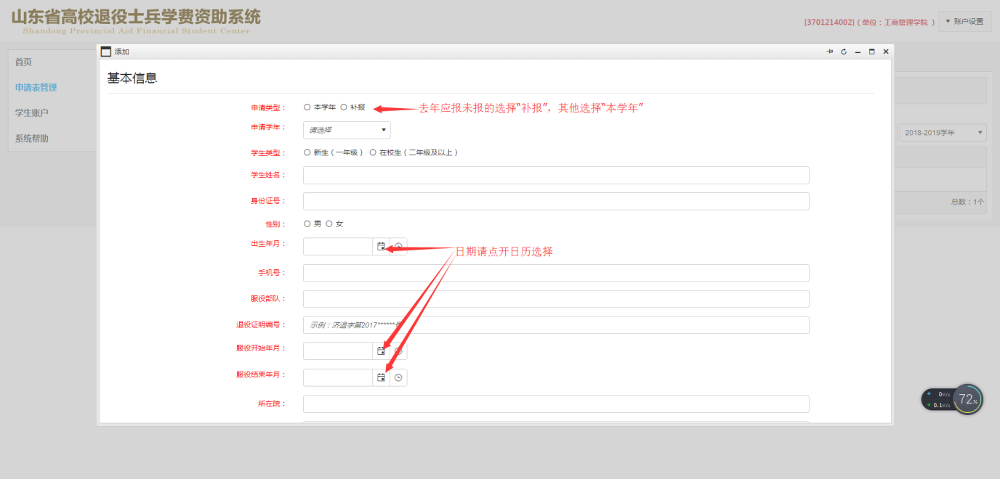 山东省高校退役士兵学费资助系统
Shandong Provincial Aid Financial Student Center
[3701214002] ( 单位：工商管理学院 )
账户设置
首页
申请表管理
学生账户
系统帮助
添加
基本信息
申请类型：
本学年 补报
去年应报未报的选择“补报”，其他选择“本学年”
申请学年：
请选择
2018-2019学年
学生类型：
新生（一年级） 在校生（二年级及以上）
学生姓名：
身份证号：
总数：1个
性别：
男 女
出生年月：
日期请点开日历选择
手机号：
服役部队：
退役证明编号：
示例：济退字第2017******号
服役开始年月：
服役结束年月：
所在院：
0K/s
0.1K/s
72%